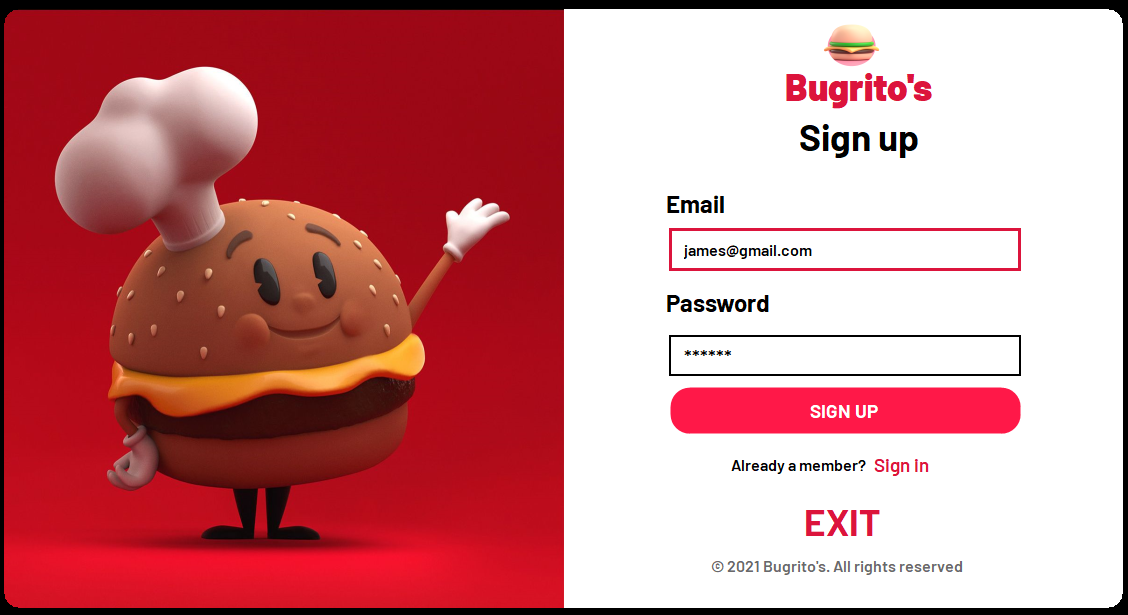 Bugrito's
Sign up
Email
james@gmail.com
Password
******
SIGN UP
Already a member? Sign in
EXIT
© 2021 Bugrito's. All rights reserved